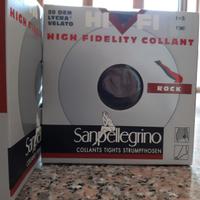 20 DEN
LYCRA®
VELATO
HI-FI
HIGH FIDELITY COLLANT
ROCK
Sanpellegrino
COLLANTS TIGHTS STRUMPFHOSEN